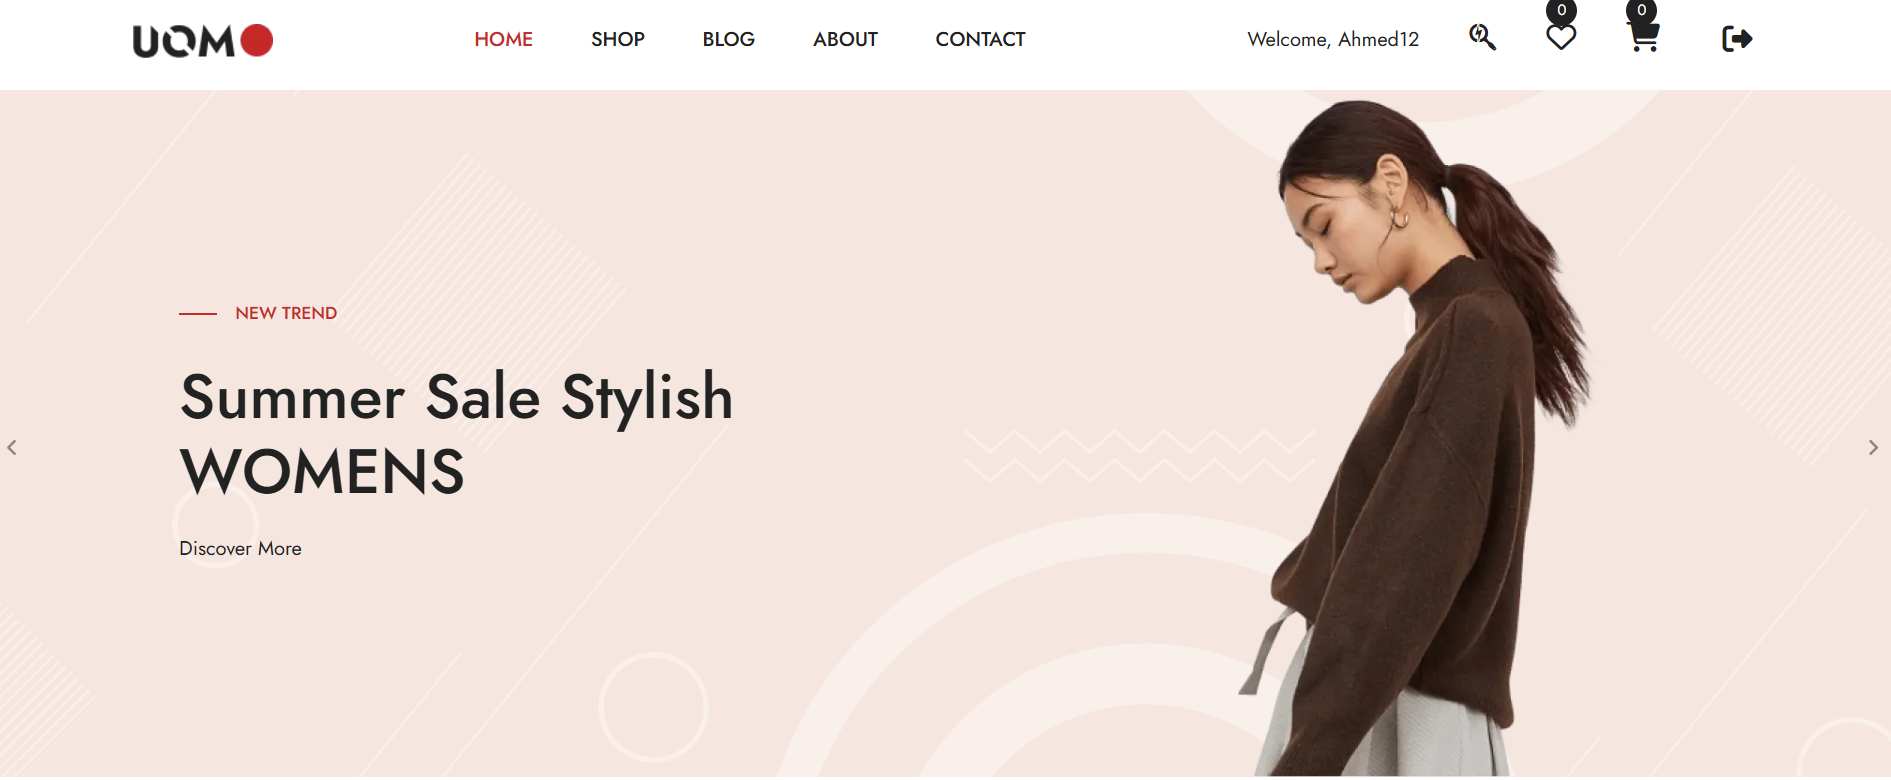 UOMO
HOME SHOP BLOG ABOUT CONTACT Welcome, Ahmed12 0 0
NEW TREND
Summer Sale Stylish
WOMENS
Discover More